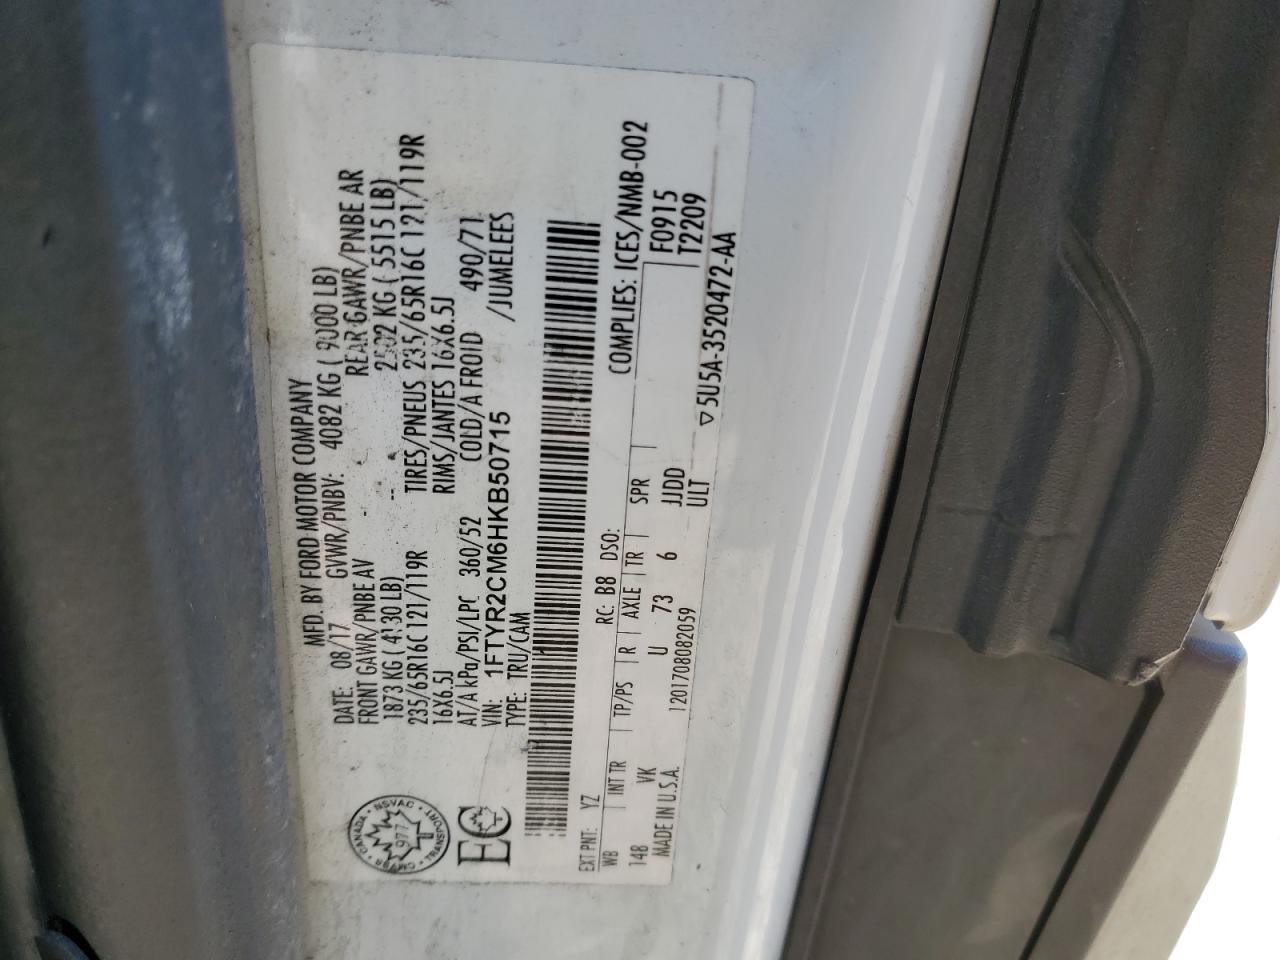 MFD. BY FORD MOTOR COMPANY
DATE: 08/17 GVWR/PNBV: 4082 KG ( 9000 LB)
FRONT GAWR/PNBE AV REAR GAWR/PNBE AR
1873 KG ( 4130 LB) 2502 KG ( 5515 LB)
235/65R16C 121/119R TIRES/PNEUS 235/65R16C 121/119R
16X6.5J RIMS/JANTES 16X6.5J
AT/A kPa/PSI/LPC 360/52 COLD/A FROID 490/71
VIN: 1FTYR2CM6HKB50715 /JUMELEES
TYPE: TRU/CAM
CANADA • NSVAC • TRANSPORT
977
EC
EXT PNT: YZ RC: B8 DSO: COMPLIES: ICES/NMB-002
WB INT TR TP/PS R AXLE TR SPR F0915
148 VK U 73 6 JJDD T2209
MADE IN U.S.A. 1201708082059 ULT
▽ 5U5A-3520472-AA